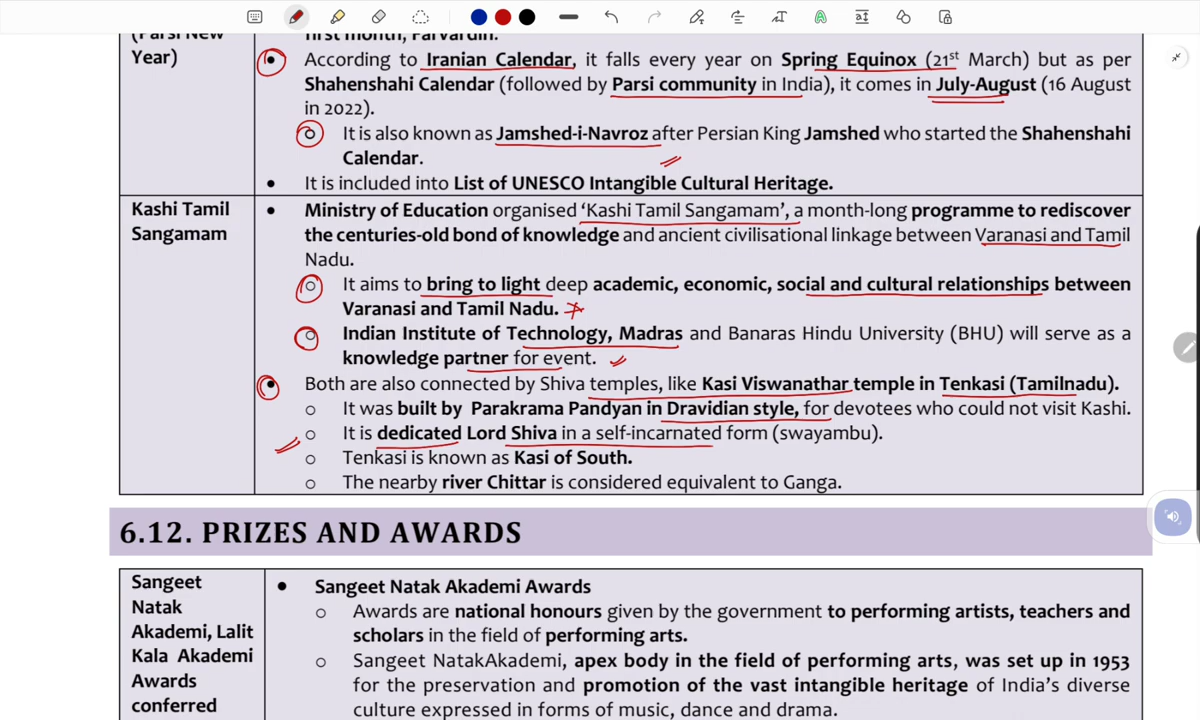 (Parsi New
Year)
first month, Farvardin.
According to Iranian Calendar, it falls every year on Spring Equinox (21st March) but as per
Shahenshahi Calendar (followed by Parsi community in India), it comes in July-August (16 August
in 2022).
It is also known as Jamshed-i-Navroz after Persian King Jamshed who started the Shahenshahi
Calendar.
It is included into List of UNESCO Intangible Cultural Heritage.
Kashi Tamil
Sangamam
Ministry of Education organised ‘Kashi Tamil Sangamam’, a month-long programme to rediscover
the centuries-old bond of knowledge and ancient civilisational linkage between Varanasi and Tamil
Nadu.
It aims to bring to light deep academic, economic, social and cultural relationships between
Varanasi and Tamil Nadu.
Indian Institute of Technology, Madras and Banaras Hindu University (BHU) will serve as a
knowledge partner for event.
Both are also connected by Shiva temples, like Kasi Viswanathar temple in Tenkasi (Tamilnadu).
It was built by Parakrama Pandyan in Dravidian style, for devotees who could not visit Kashi.
It is dedicated Lord Shiva in a self-incarnated form (swayambu).
Tenkasi is known as Kasi of South.
The nearby river Chittar is considered equivalent to Ganga.
6.12. PRIZES AND AWARDS
Sangeet
Natak
Akademi, Lalit
Kala Akademi
Awards
conferred
Sangeet Natak Akademi Awards
Awards are national honours given by the government to performing artists, teachers and
scholars in the field of performing arts.
Sangeet NatakAkademi, apex body in the field of performing arts, was set up in 1953
for the preservation and promotion of the vast intangible heritage of India’s diverse
culture expressed in forms of music, dance and drama.